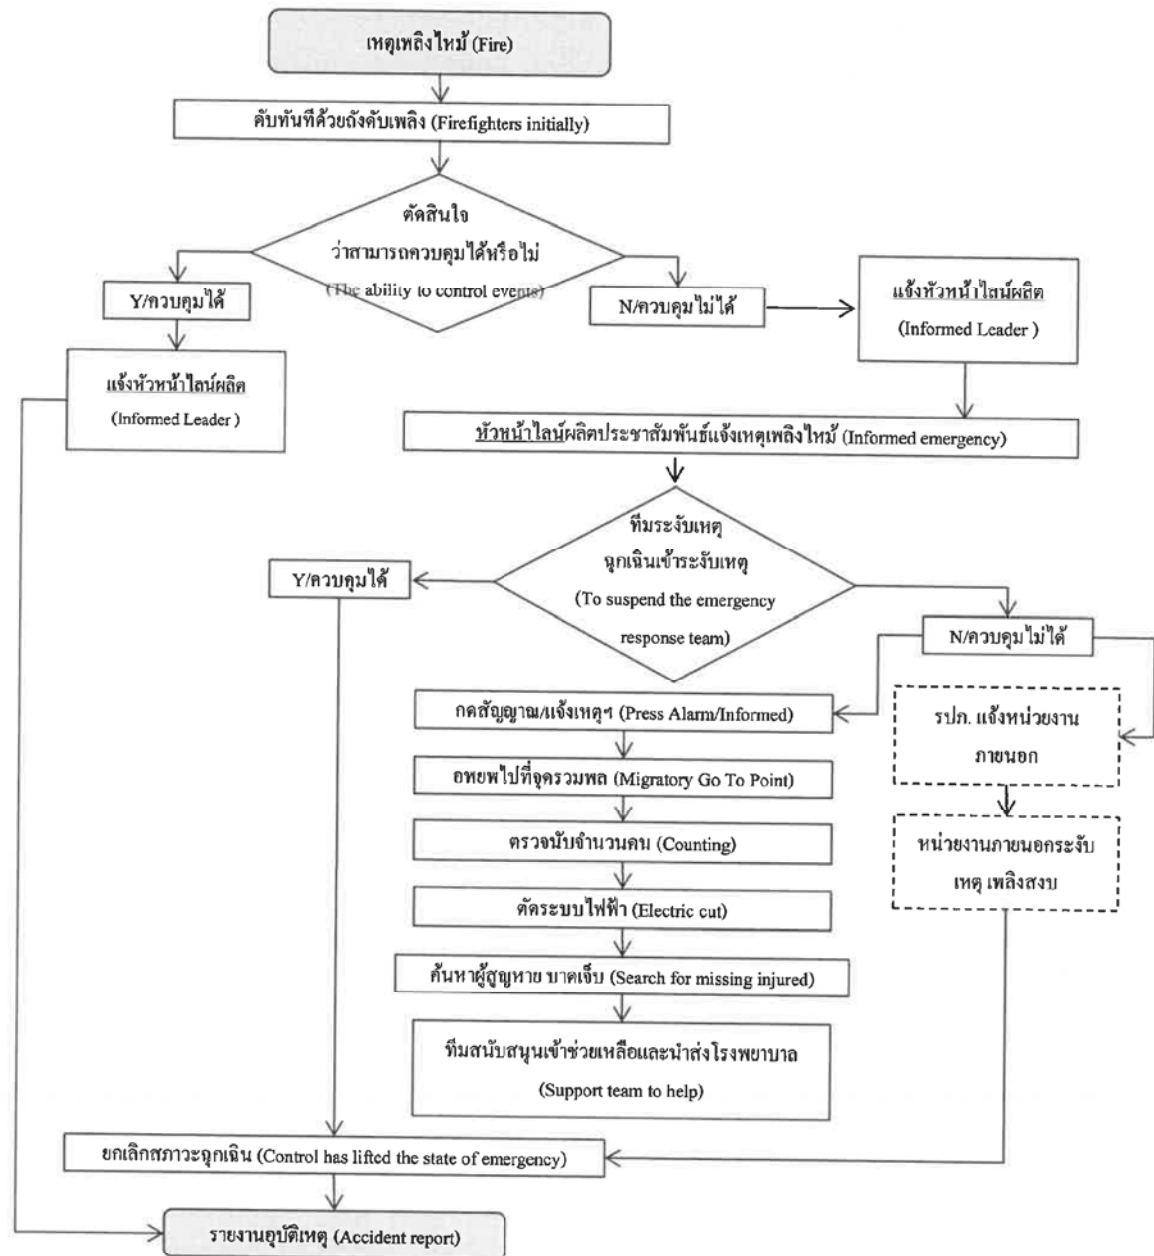 เหตุเพลิงไหม้ (Fire)
ดับทันทีด้วยถังดับเพลิง (Firefighters initially)
ตัดสินใจ
ว่าสามารถควบคุมได้หรือไม่
(The ability to control events)
Y/ควบคุมได้
N/ควบคุมไม่ได้
แจ้งหัวหน้าไลน์ผลิต
(Informed Leader )
แจ้งหัวหน้าไลน์ผลิต
(Informed Leader )
หัวหน้าไลน์ผลิตประชาสัมพันธ์แจ้งเหตุเพลิงไหม้ (Informed emergency)
ทีมระงับเหตุ
ฉุกเฉินเข้าระงับเหตุ
(To suspend the emergency
response team)
Y/ควบคุมได้
N/ควบคุมไม่ได้
กดสัญญาณ/แจ้งเหตุฯ (Press Alarm/Informed)
รปภ. แจ้งหน่วยงาน
ภายนอก
อพยพไปที่จุดรวมพล (Migratory Go To Point)
ตรวจนับจำนวนคน (Counting)
หน่วยงานภายนอกระงับ
เหตุ เพลิงสงบ
ตัดระบบไฟฟ้า (Electric cut)
ค้นหาผู้สูญหาย บาดเจ็บ (Search for missing injured)
ทีมสนับสนุนเข้าช่วยเหลือและนำส่งโรงพยาบาล
(Support team to help)
ยกเลิกสภาวะฉุกเฉิน (Control has lifted the state of emergency)
รายงานอุบัติเหตุ (Accident report)